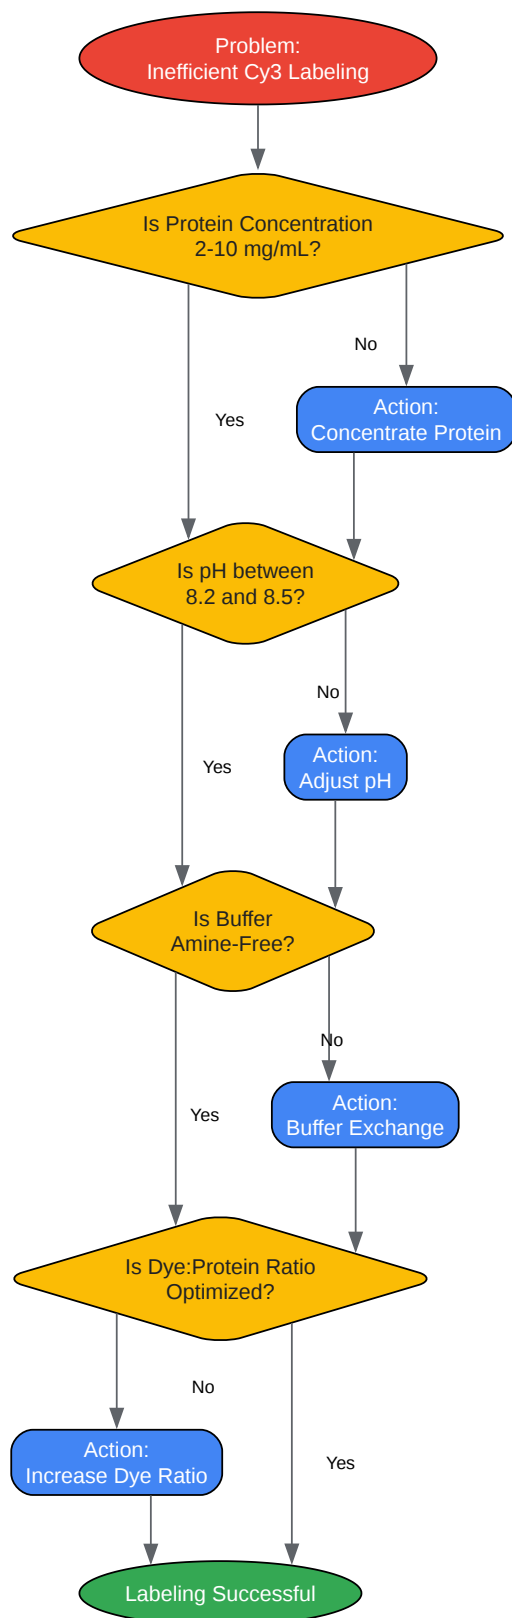 Problem:
Inefficient Cy3 Labeling
Is Protein Concentration
2-10 mg/mL?
No
Action:
Concentrate Protein
Yes
Is pH between
8.2 and 8.5?
No
Action:
Adjust pH
Yes
Is Buffer
Amine-Free?
No
Action:
Buffer Exchange
Yes
Is Dye:Protein Ratio
Optimized?
No
Action:
Increase Dye Ratio
Yes
Labeling Successful